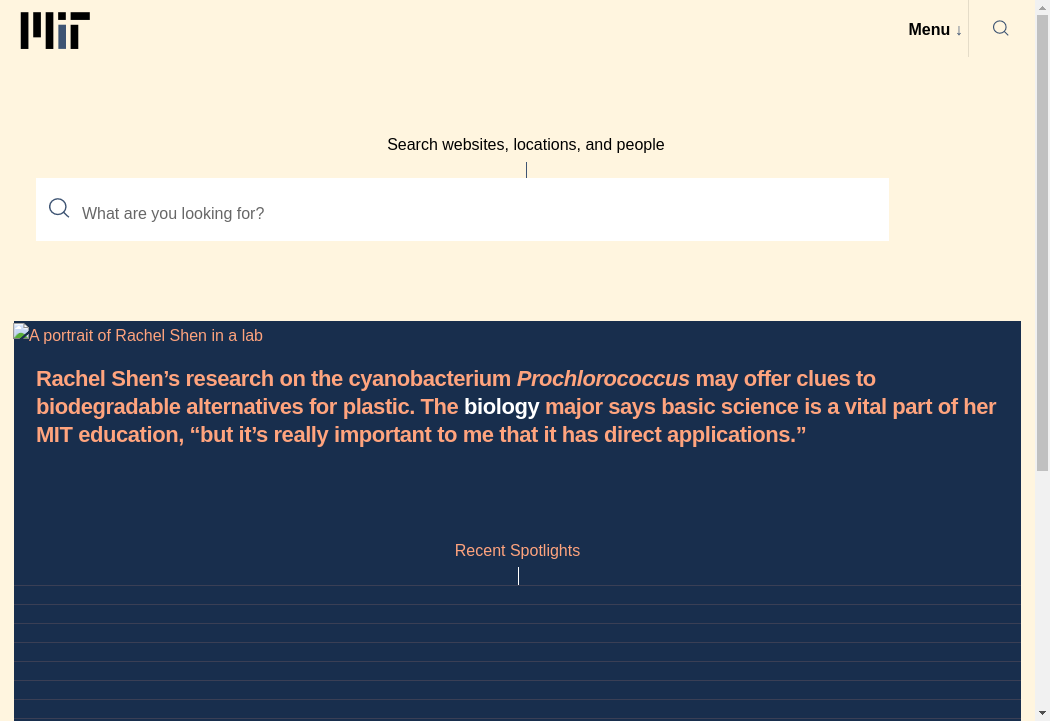 MIT
Menu ↓
Search websites, locations, and people
What are you looking for?
A portrait of Rachel Shen in a lab
Rachel Shen’s research on the cyanobacterium Prochlorococcus may offer clues to
biodegradable alternatives for plastic. The biology major says basic science is a vital part of her
MIT education, “but it’s really important to me that it has direct applications.”
Recent Spotlights